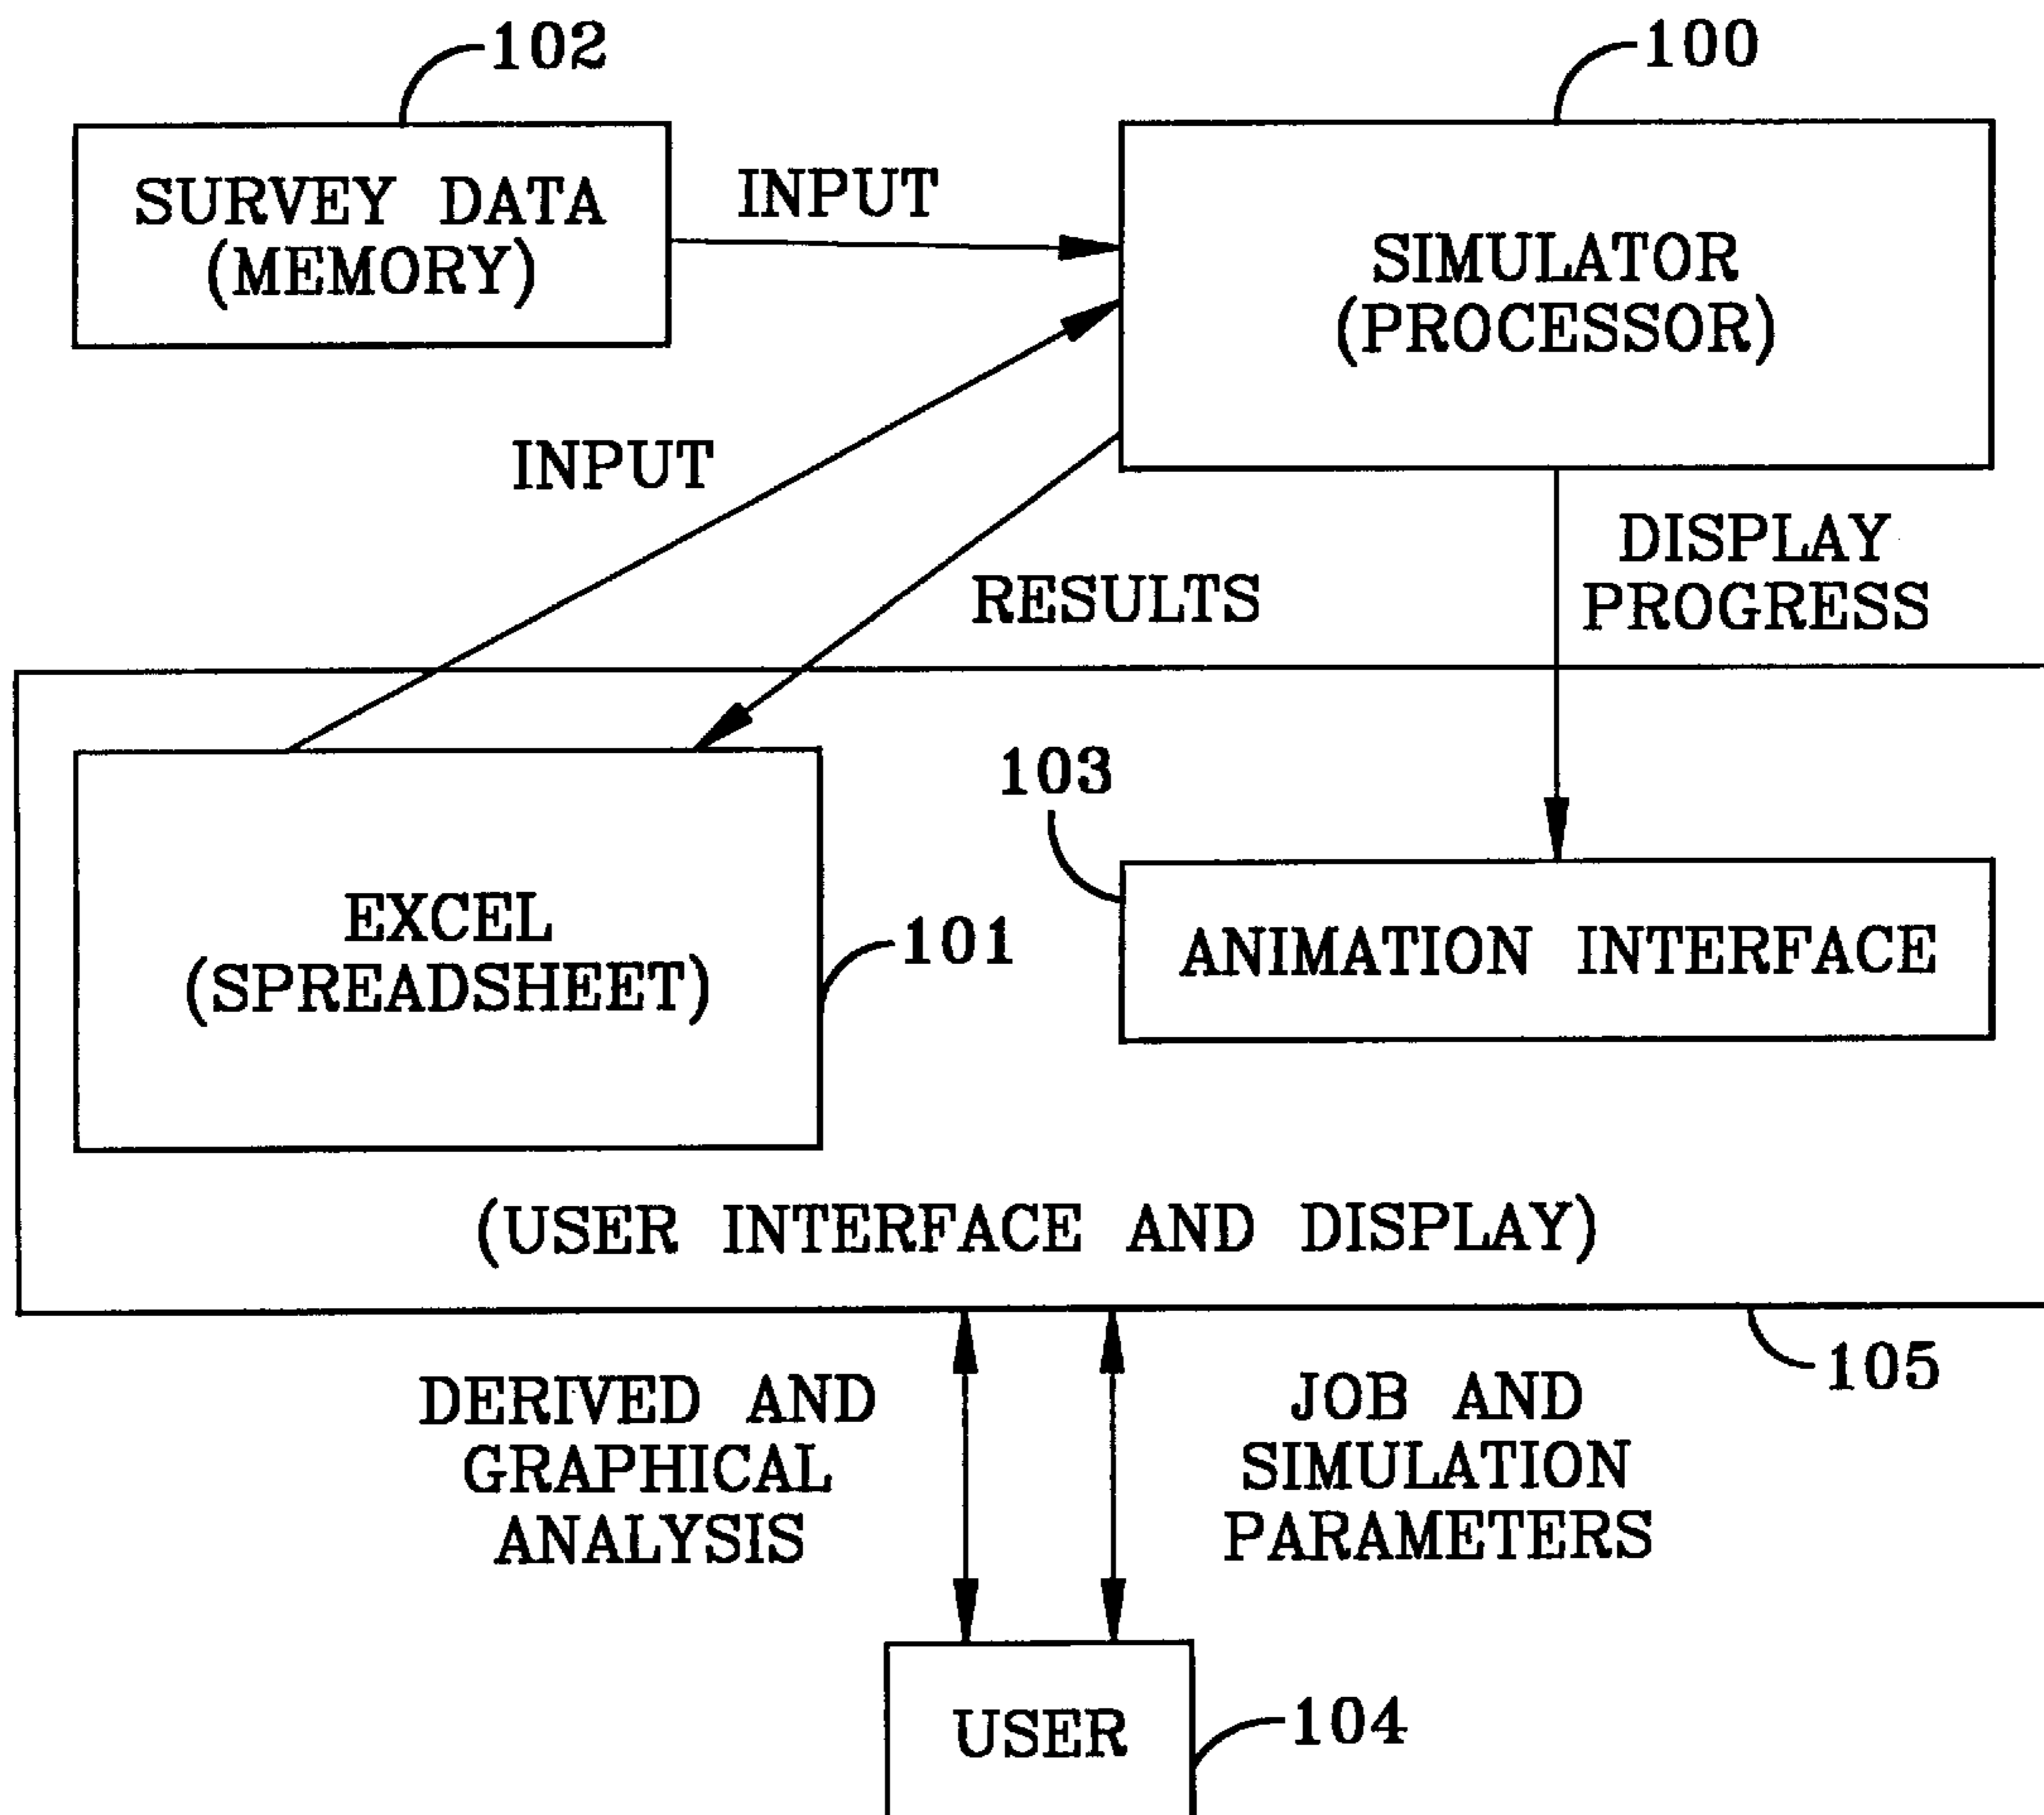 102
100
SURVEY DATA
(MEMORY)
INPUT
SIMULATOR
(PROCESSOR)
INPUT
RESULTS
DISPLAY
PROGRESS
103
EXCEL
(SPREADSHEET)
101
ANIMATION INTERFACE
(USER INTERFACE AND DISPLAY)
105
DERIVED AND
GRAPHICAL
ANALYSIS
JOB AND
SIMULATION
PARAMETERS
USER
104